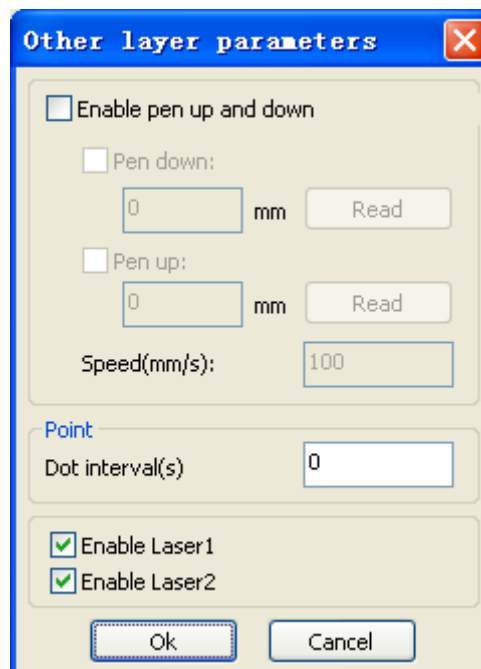 Other layer parameters
Enable pen up and down
Pen down:
0 mm Read
Pen up:
0 mm Read
Speed(mm/s): 100
Point
Dot interval(s) 0
Enable Laser1
Enable Laser2
Ok Cancel